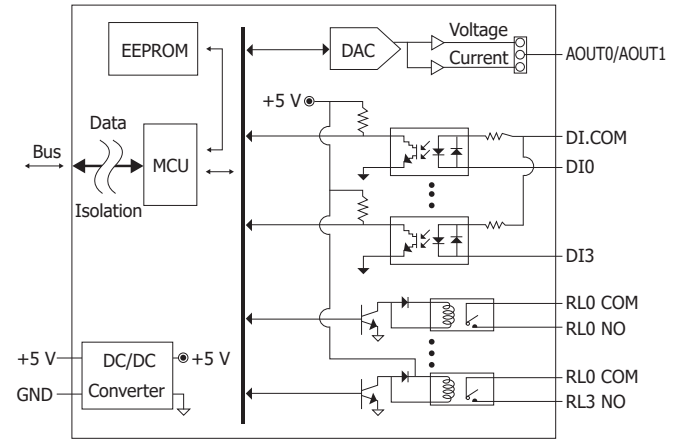 EEPROM
DAC
Voltage
Current
AOUT0/AOUT1
+5 V
Data
Bus
MCU
Isolation
DI.COM
DI0
DI3
RL0 COM
RL0 NO
+5 V
DC/DC
Converter
+5 V
GND
RL0 COM
RL3 NO